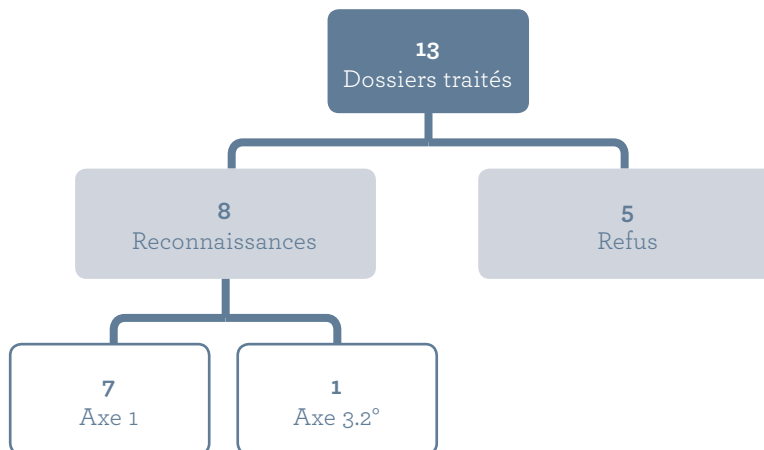 13
Dossiers traités
8
Reconnaissances
5
Refus
7
Axe 1
1
Axe 3.2°